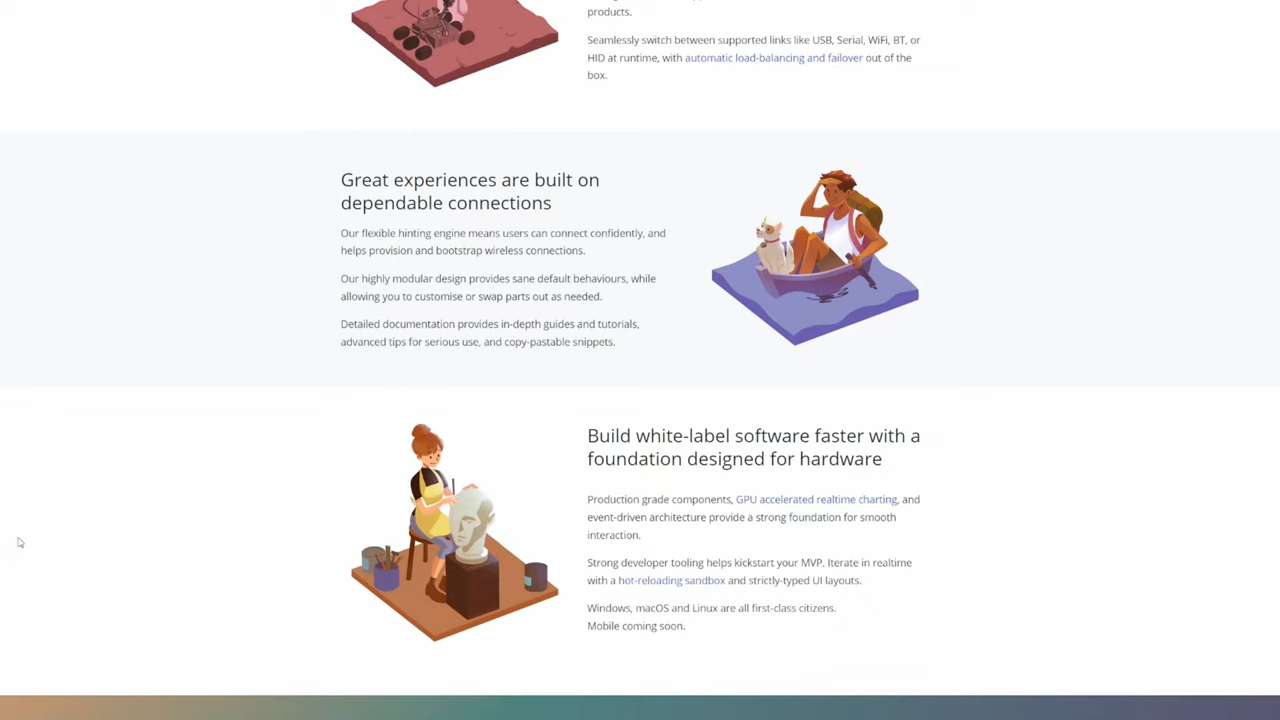 products.
Seamlessly switch between supported links like USB, Serial, WiFi, BT, or
HID at runtime, with automatic load-balancing and failover out of the
box.
Great experiences are built on
dependable connections
Our flexible hinting engine means users can connect confidently, and
helps provision and bootstrap wireless connections.
Our highly modular design provides sane default behaviours, while
allowing you to customise or swap parts out as needed.
Detailed documentation provides in-depth guides and tutorials,
advanced tips for serious use, and copy-pastable snippets.
Build white-label software faster with a
foundation designed for hardware
Production grade components, GPU accelerated realtime charting, and
event-driven architecture provide a strong foundation for smooth
interaction.
Strong developer tooling helps kickstart your MVP. Iterate in realtime
with a hot-reloading sandbox and strictly-typed UI layouts.
Windows, macOS and Linux are all first-class citizens.
Mobile coming soon.